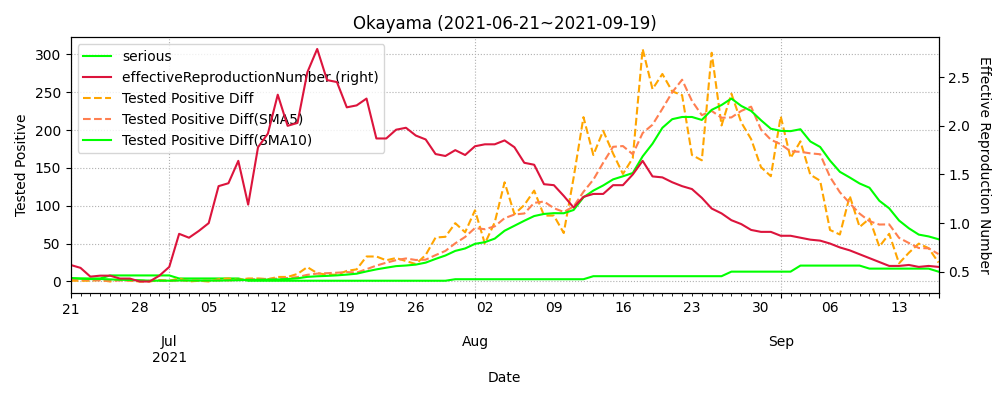 Okayama (2021-06-21~2021-09-19)
serious
effectiveReproductionNumber (right)
Tested Positive Diff
Tested Positive Diff(SMA5)
Tested Positive Diff(SMA10)
300
250
200
150
100
50
0
Tested Positive
2.5
2.0
1.5
1.0
0.5
Effective Reproduction Number
21 28 05 12 19 26 02 09 16 23 30 06 13
Jul Aug Sep
2021
Date